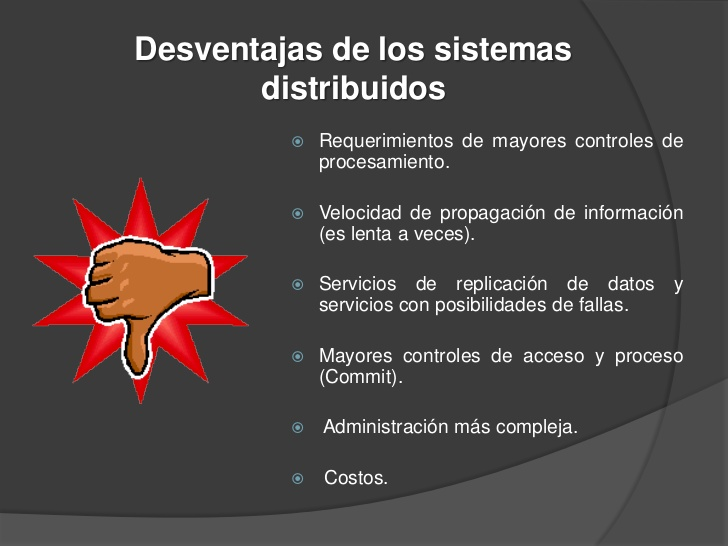 Desventajas de los sistemas
distribuidos
Requerimientos de mayores controles de
procesamiento.
Velocidad de propagación de información
(es lenta a veces).
Servicios de replicación de datos y
servicios con posibilidades de fallas.
Mayores controles de acceso y proceso
(Commit).
Administración más compleja.
Costos.